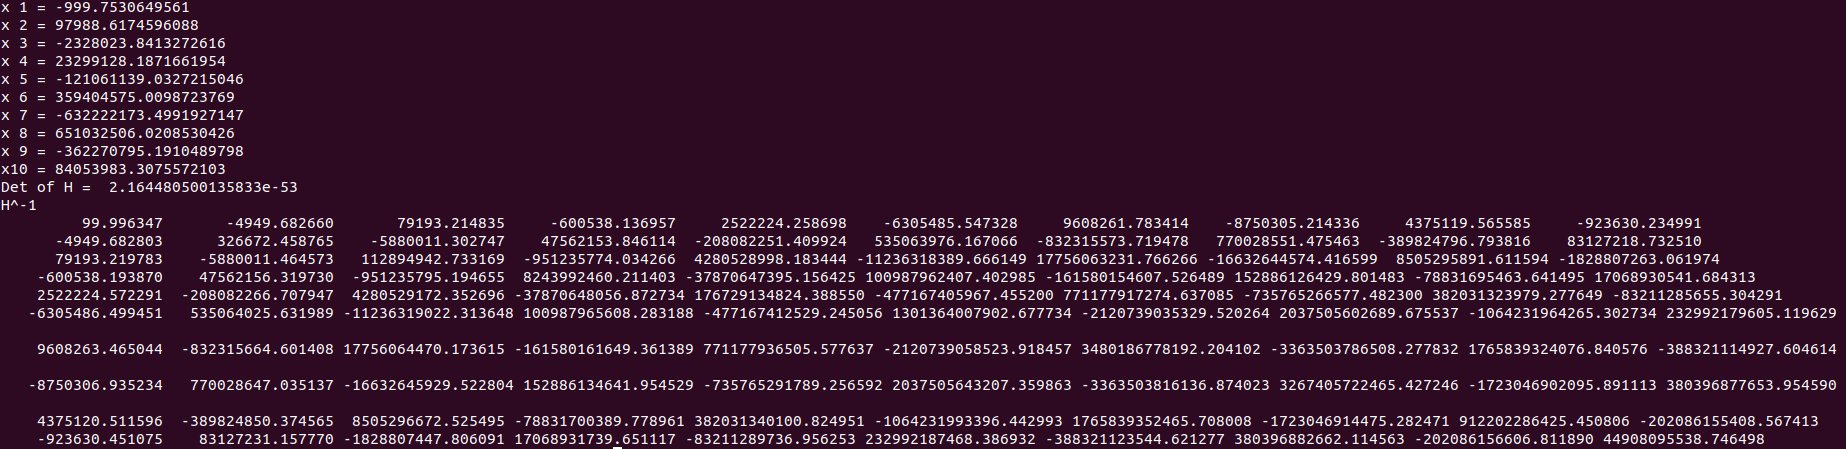 x 1 = -999.7530649561
x 2 = 97988.6174596088
x 3 = -2328023.8413272616
x 4 = 23299128.1871661954
x 5 = -121061139.0327215046
x 6 = 359404575.0098723769
x 7 = -632222173.4991927147
x 8 = 651032506.0208530426
x 9 = -362270795.1910489798
x10 = 84053983.3075572103
Det of H =  2.164480500135833e-53
H^-1
99.996347 -4949.682660 79193.214835 -600538.136957 2522224.258698 -6305485.547328 9608261.783414 -8750305.214336 4375119.565585 -923630.234991
-4949.682803 326672.458765 -5880011.302747 47562153.846114 -208082251.409924 535063976.167066 -832315573.719478 770028551.475463 -389824796.793816 83127218.732510
79193.219783 -5880011.464573 112894942.733169 -951235774.034266 4280528998.183444 -11236318389.666149 17756063231.766266 -16632644574.416599 8505295891.611594 -1828807263.061974
-600538.193870 47562156.319730 -951235795.194655 8243992460.211403 -37870647395.156425 100987962407.402985 -161580154607.526489 152886126429.801483 -78831695463.641495 17068930541.684313
2522224.572291 -208082266.707947 4280529172.352696 -37870648056.872734 176729134824.388550 -477167405967.455200 771177917274.637085 -735765266577.482300 382031323979.277649 -83211285655.304291
-6305486.499451 535064025.631989 -11236319022.313648 100987965608.283188 -477167412529.245056 1301364007902.677734 -2120739035329.520264 2037505602689.675537 -1064231964265.302734 232992179605.119629
9608263.465044 -832315664.601408 17756064470.173615 -161580161649.361389 771177936505.577637 -2120739058523.918457 3480186778192.204102 -3363503786508.277832 1765839324076.840576 -388321114927.604614
-8750306.935234 770028647.035137 -16632645929.522804 152886134641.954529 -735765291789.256592 2037505643207.359863 -3363503816136.874023 3267405722465.427246 -1723046902095.891113 380396877653.954590
4375120.511596 -389824850.374565 8505296672.525495 -78831700389.778961 382031340100.824951 -1064231993396.442993 1765839352465.708008 -1723046914475.282471 912202286425.450806 -202086155408.567413
-923630.451075 83127231.157770 -1828807447.806091 17068931739.651117 -83211289736.956253 232992187468.386932 -388321123544.621277 380396882662.114563 -202086156606.811890 44908095538.746498